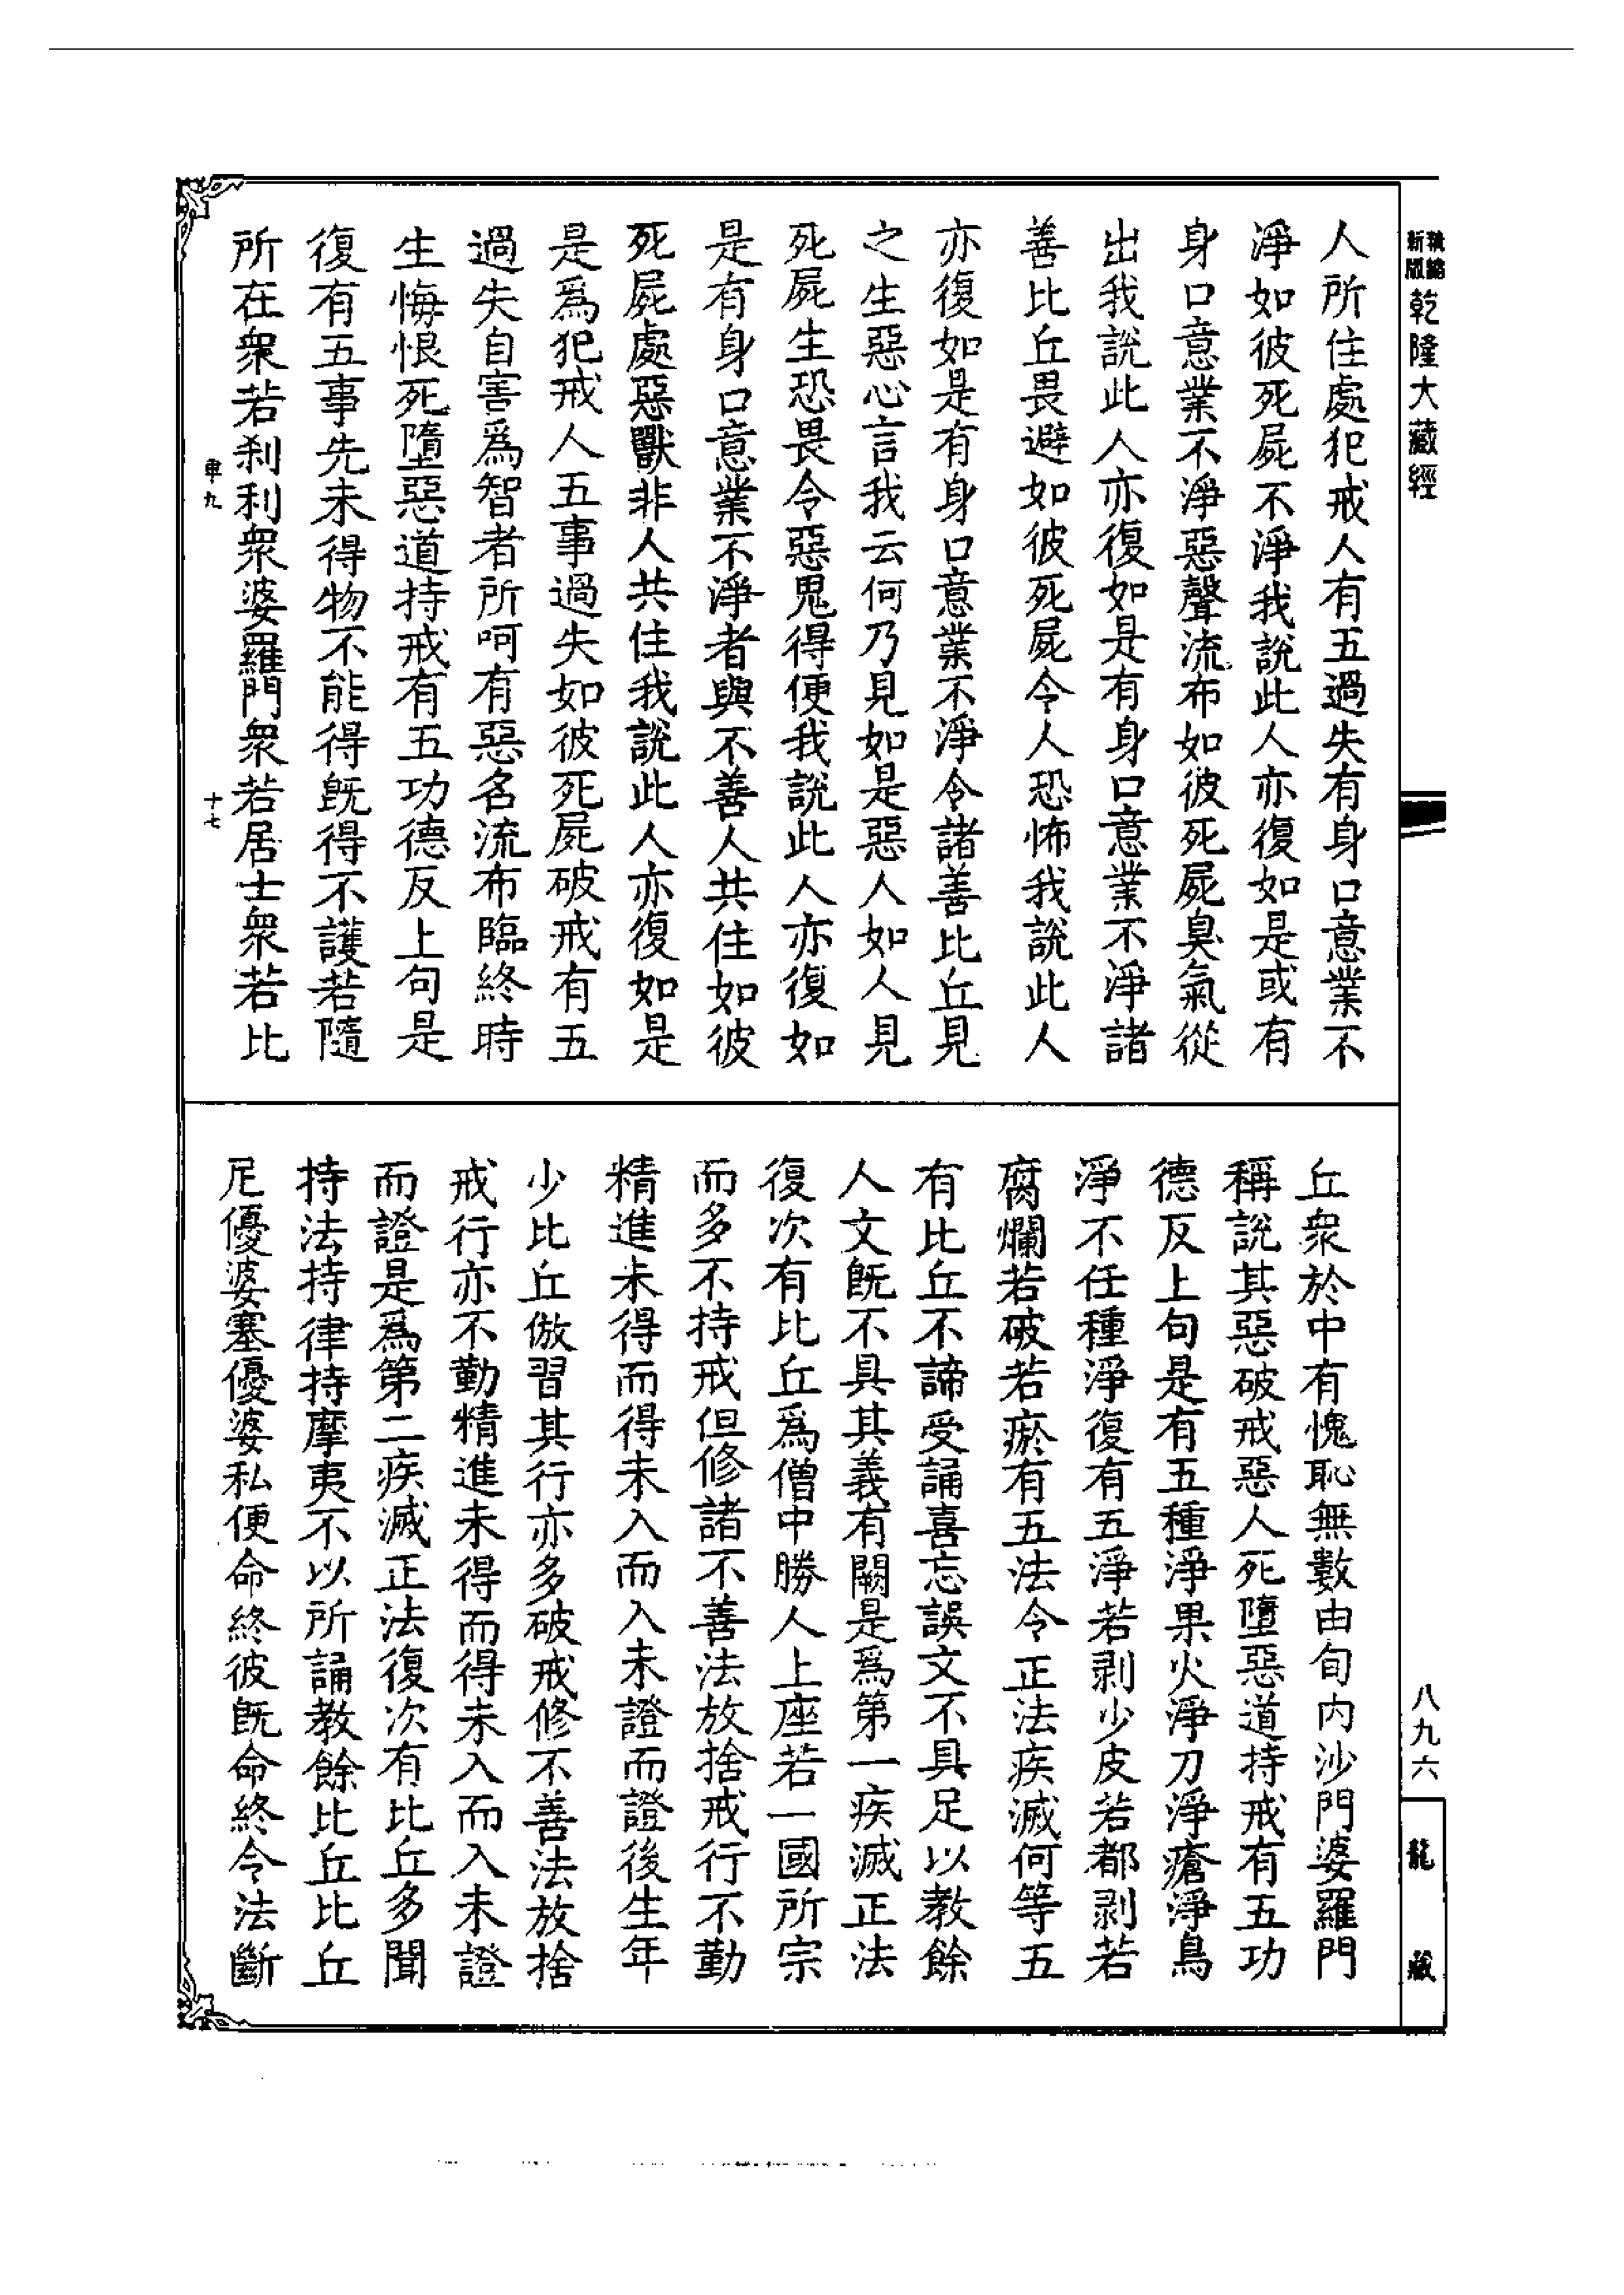 新版
乾隆大藏經
人所住處犯戒人有五過失有身口意業不
淨如彼死屍不淨我說此人亦復如是或有
身口意業不淨惡聲流布如彼死屍臭氣從
出我說此人亦復如是有身口意業不淨諸
善比丘畏避如彼死屍令人恐怖我說此人
亦復如是有身口意業不淨令諸善比丘見
之生惡心言我云何乃見如是惡人如人見
死屍生恐畏令惡鬼得便我說此人亦復如
是有身口意業不淨者與不善人共住如彼
死屍處惡獸非人共住我說此人亦復如是
是爲犯戒人五事過失如彼死屍破戒有五
過失自害爲智者所呵有惡名流布臨終時
生悔恨死墮惡道持戒有五功德反上句是
復有五事先未得物不能得旣得不護若隨
所在衆若刹利衆婆羅門衆若居士衆若比
十七
丘衆於中有愧恥無數由旬內沙門婆羅門
稱說其惡破戒惡人死墮惡道持戒有五功
德反上句是有五種淨果火淨刀淨瘡淨鳥
淨不任種淨復有五淨若剥少皮若都剥若
腐爛若破若瘀有五法令正法疾滅何等五
有比丘不諦受誦喜忘誤文不具足以教餘
人文旣不具其義有闕是爲第一疾滅正法
復次有比丘爲僧中勝人上座若一國所宗
而多不持戒但修諸不善法放捨戒行不勤
精進未得而得未入而入未證而證後生年
少比丘倣習其行亦多破戒修不善法放捨
戒行亦不勤精進未得而得未入而入未證
而證是爲第二疾滅正法復次有比丘多聞
持法持律持摩夷不以所誦教餘比丘比丘
尼優婆塞優婆私便命終彼旣命終令法斷
八九六
龍藏